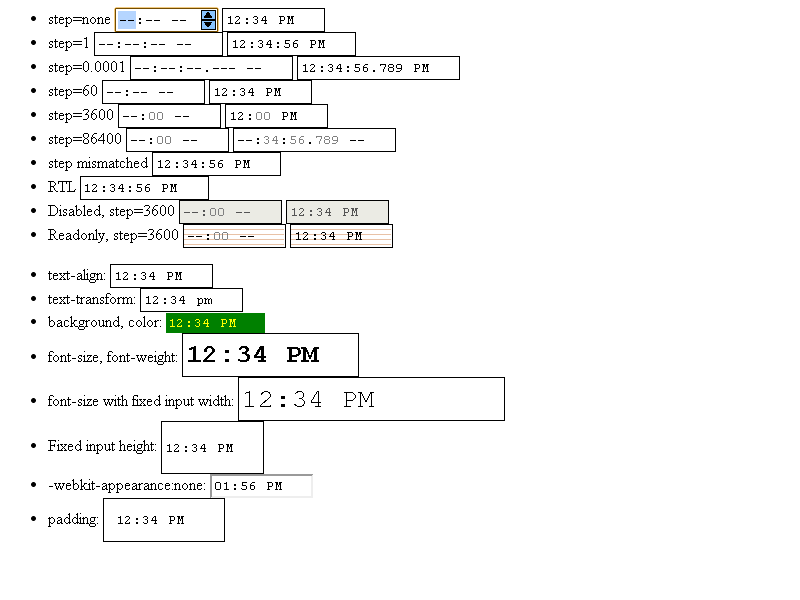 step=none --:-- -- 12:34 PM
step=1 --:--:-- -- 12:34:56 PM
step=0.0001 --:--:--.--- -- 12:34:56.789 PM
step=60 --:-- -- 12:34 PM
step=3600 --:00 -- 12:00 PM
step=86400 --:00 -- --:34:56.789 --
step mismatched 12:34:56 PM
RTL 12:34:56 PM
Disabled, step=3600 --:00 -- 12:34 PM
Readonly, step=3600 --:00 -- 12:34 PM
text-align: 12:34 PM
text-transform: 12:34 pm
background, color: 12:34 PM
font-size, font-weight: 12:34 PM
font-size with fixed input width: 12:34 PM
Fixed input height: 12:34 PM
-webkit-appearance:none: 01:56 PM
padding: 12:34 PM